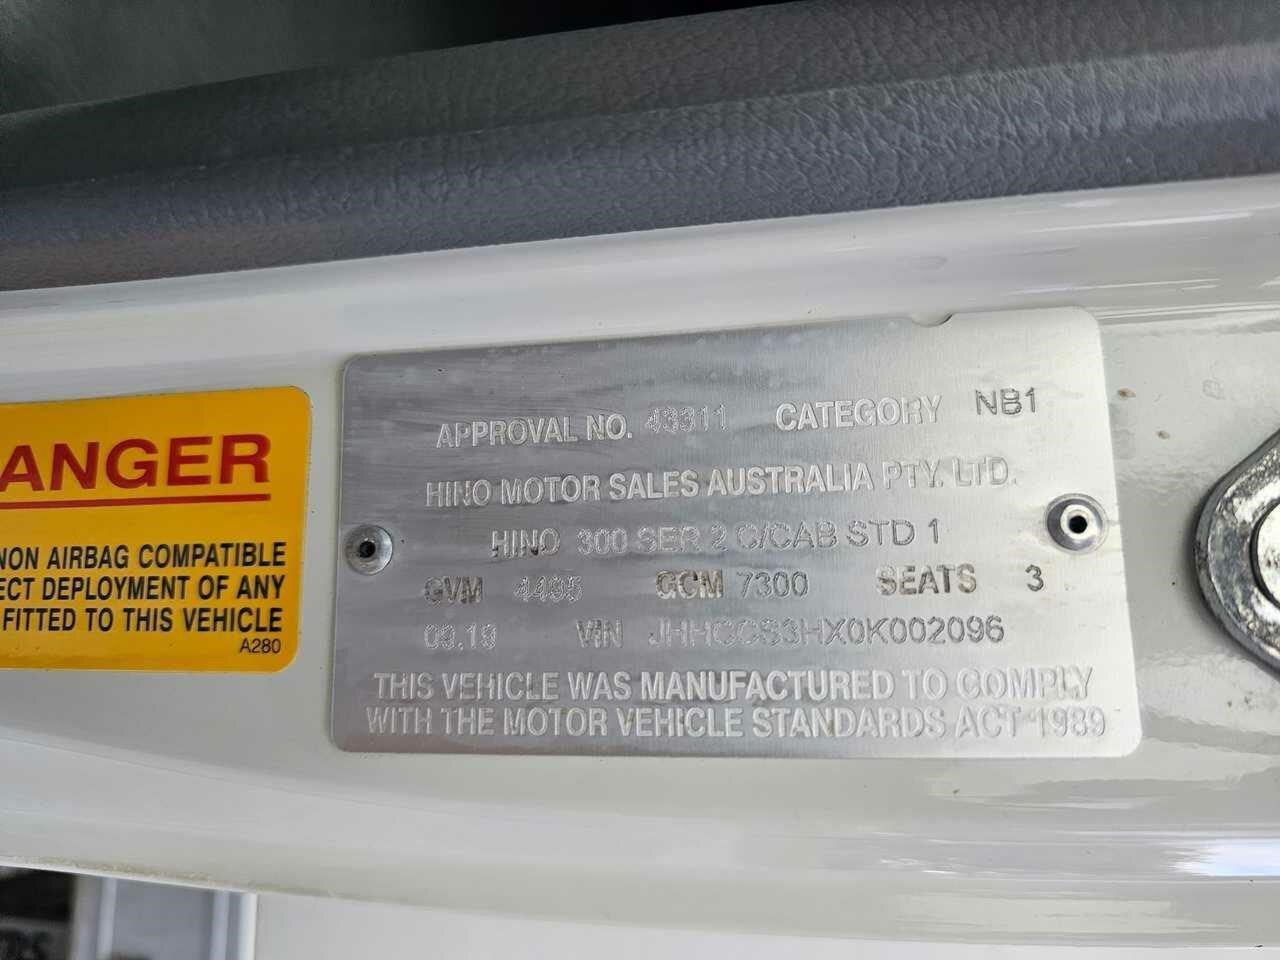 ANGER
NON AIRBAG COMPATIBLE
ECT DEPLOYMENT OF ANY
FITTED TO THIS VEHICLE
A280
APPROVAL NO. 43311 CATEGORY NB1
HINO MOTOR SALES AUSTRALIA PTY. LTD.
HINO 300 SER 2 C/CAB STD 1
GVM 4495 GCM 7300 SEATS 3
09.19 VIN JHHCCS3HX0K002096
THIS VEHICLE WAS MANUFACTURED TO COMPLY
WITH THE MOTOR VEHICLE STANDARDS ACT 1989